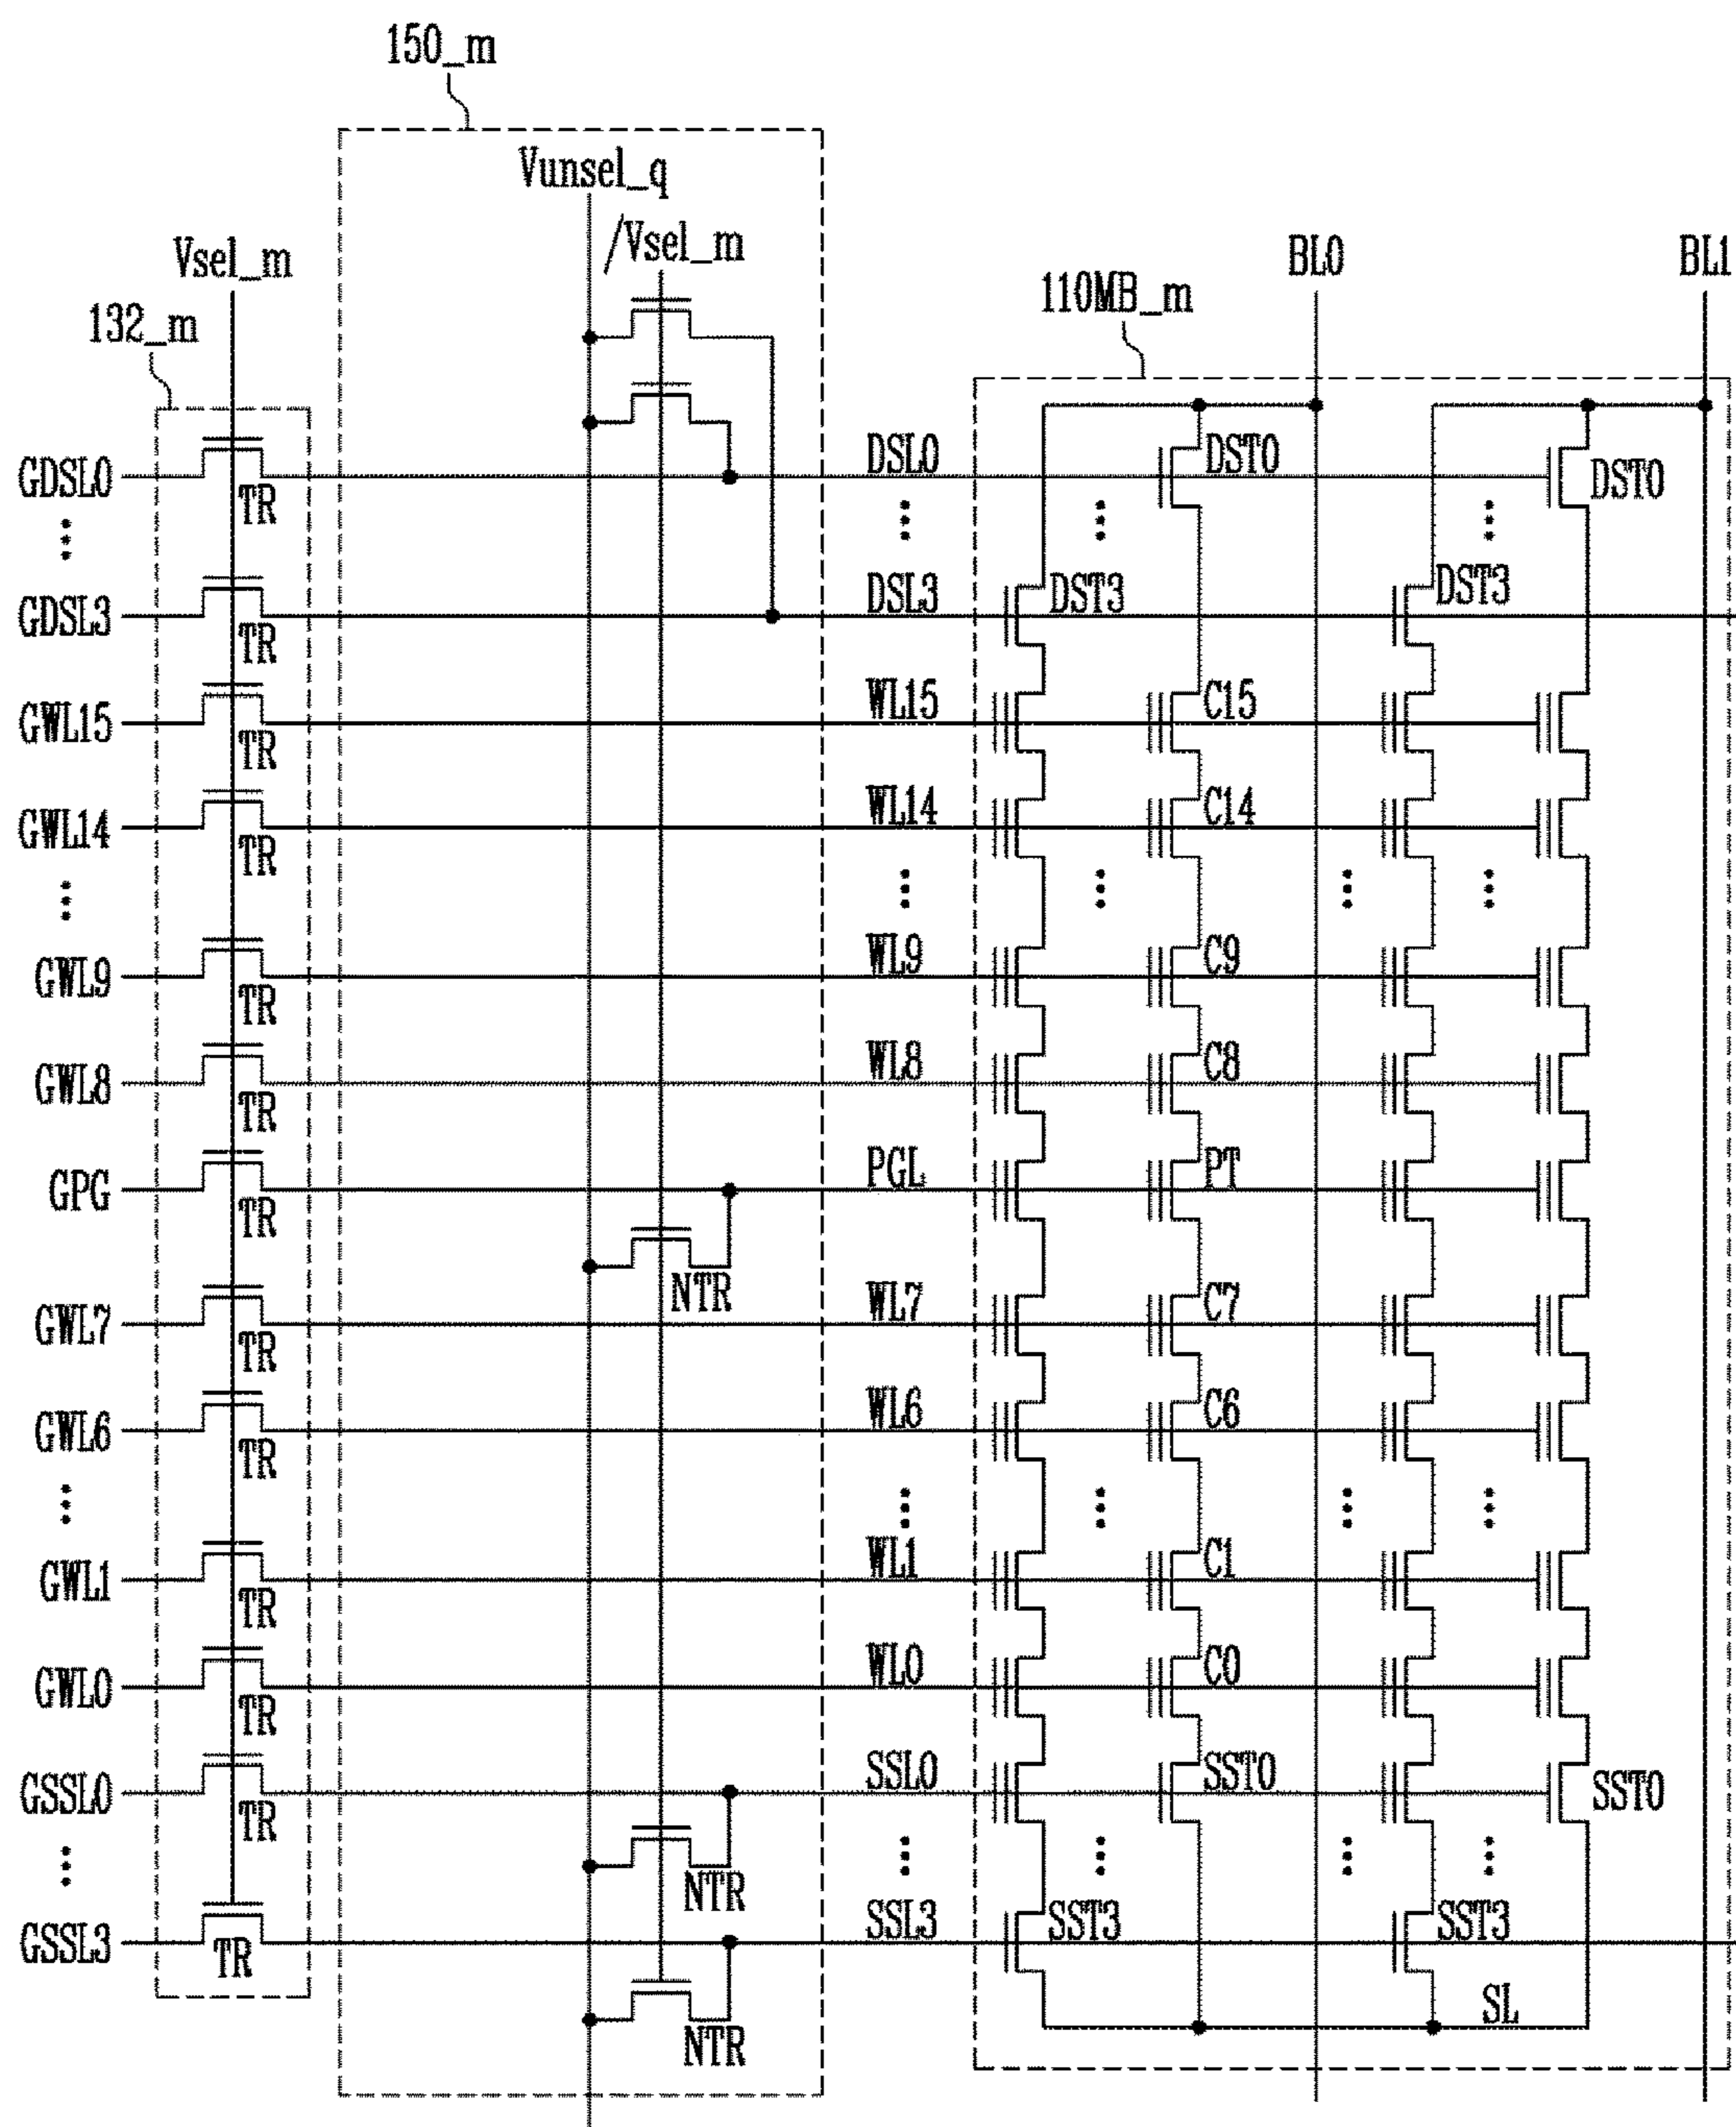 150_m
Vunsel_q
/Vsel_m
Vsel_m
BL0
BL1
132_m
110MB_m
GDSL0
TR
DSL0
DST0
DST0
GDSL3
TR
DSL3
DST3
DST3
GWL15
TR
WL15
C15
GWL14
TR
WL14
C14
GWL9
TR
WL9
C9
GWL8
TR
WL8
C8
GPG
TR
PGL
PT
NTR
GWL7
TR
WL7
C7
GWL6
TR
WL6
C6
GWL1
TR
WL1
C1
GWL0
TR
WL0
C0
GSSL0
TR
SSL0
SST0
SST0
NTR
GSSL3
TR
SSL3
SST3
SST3
NTR
SL